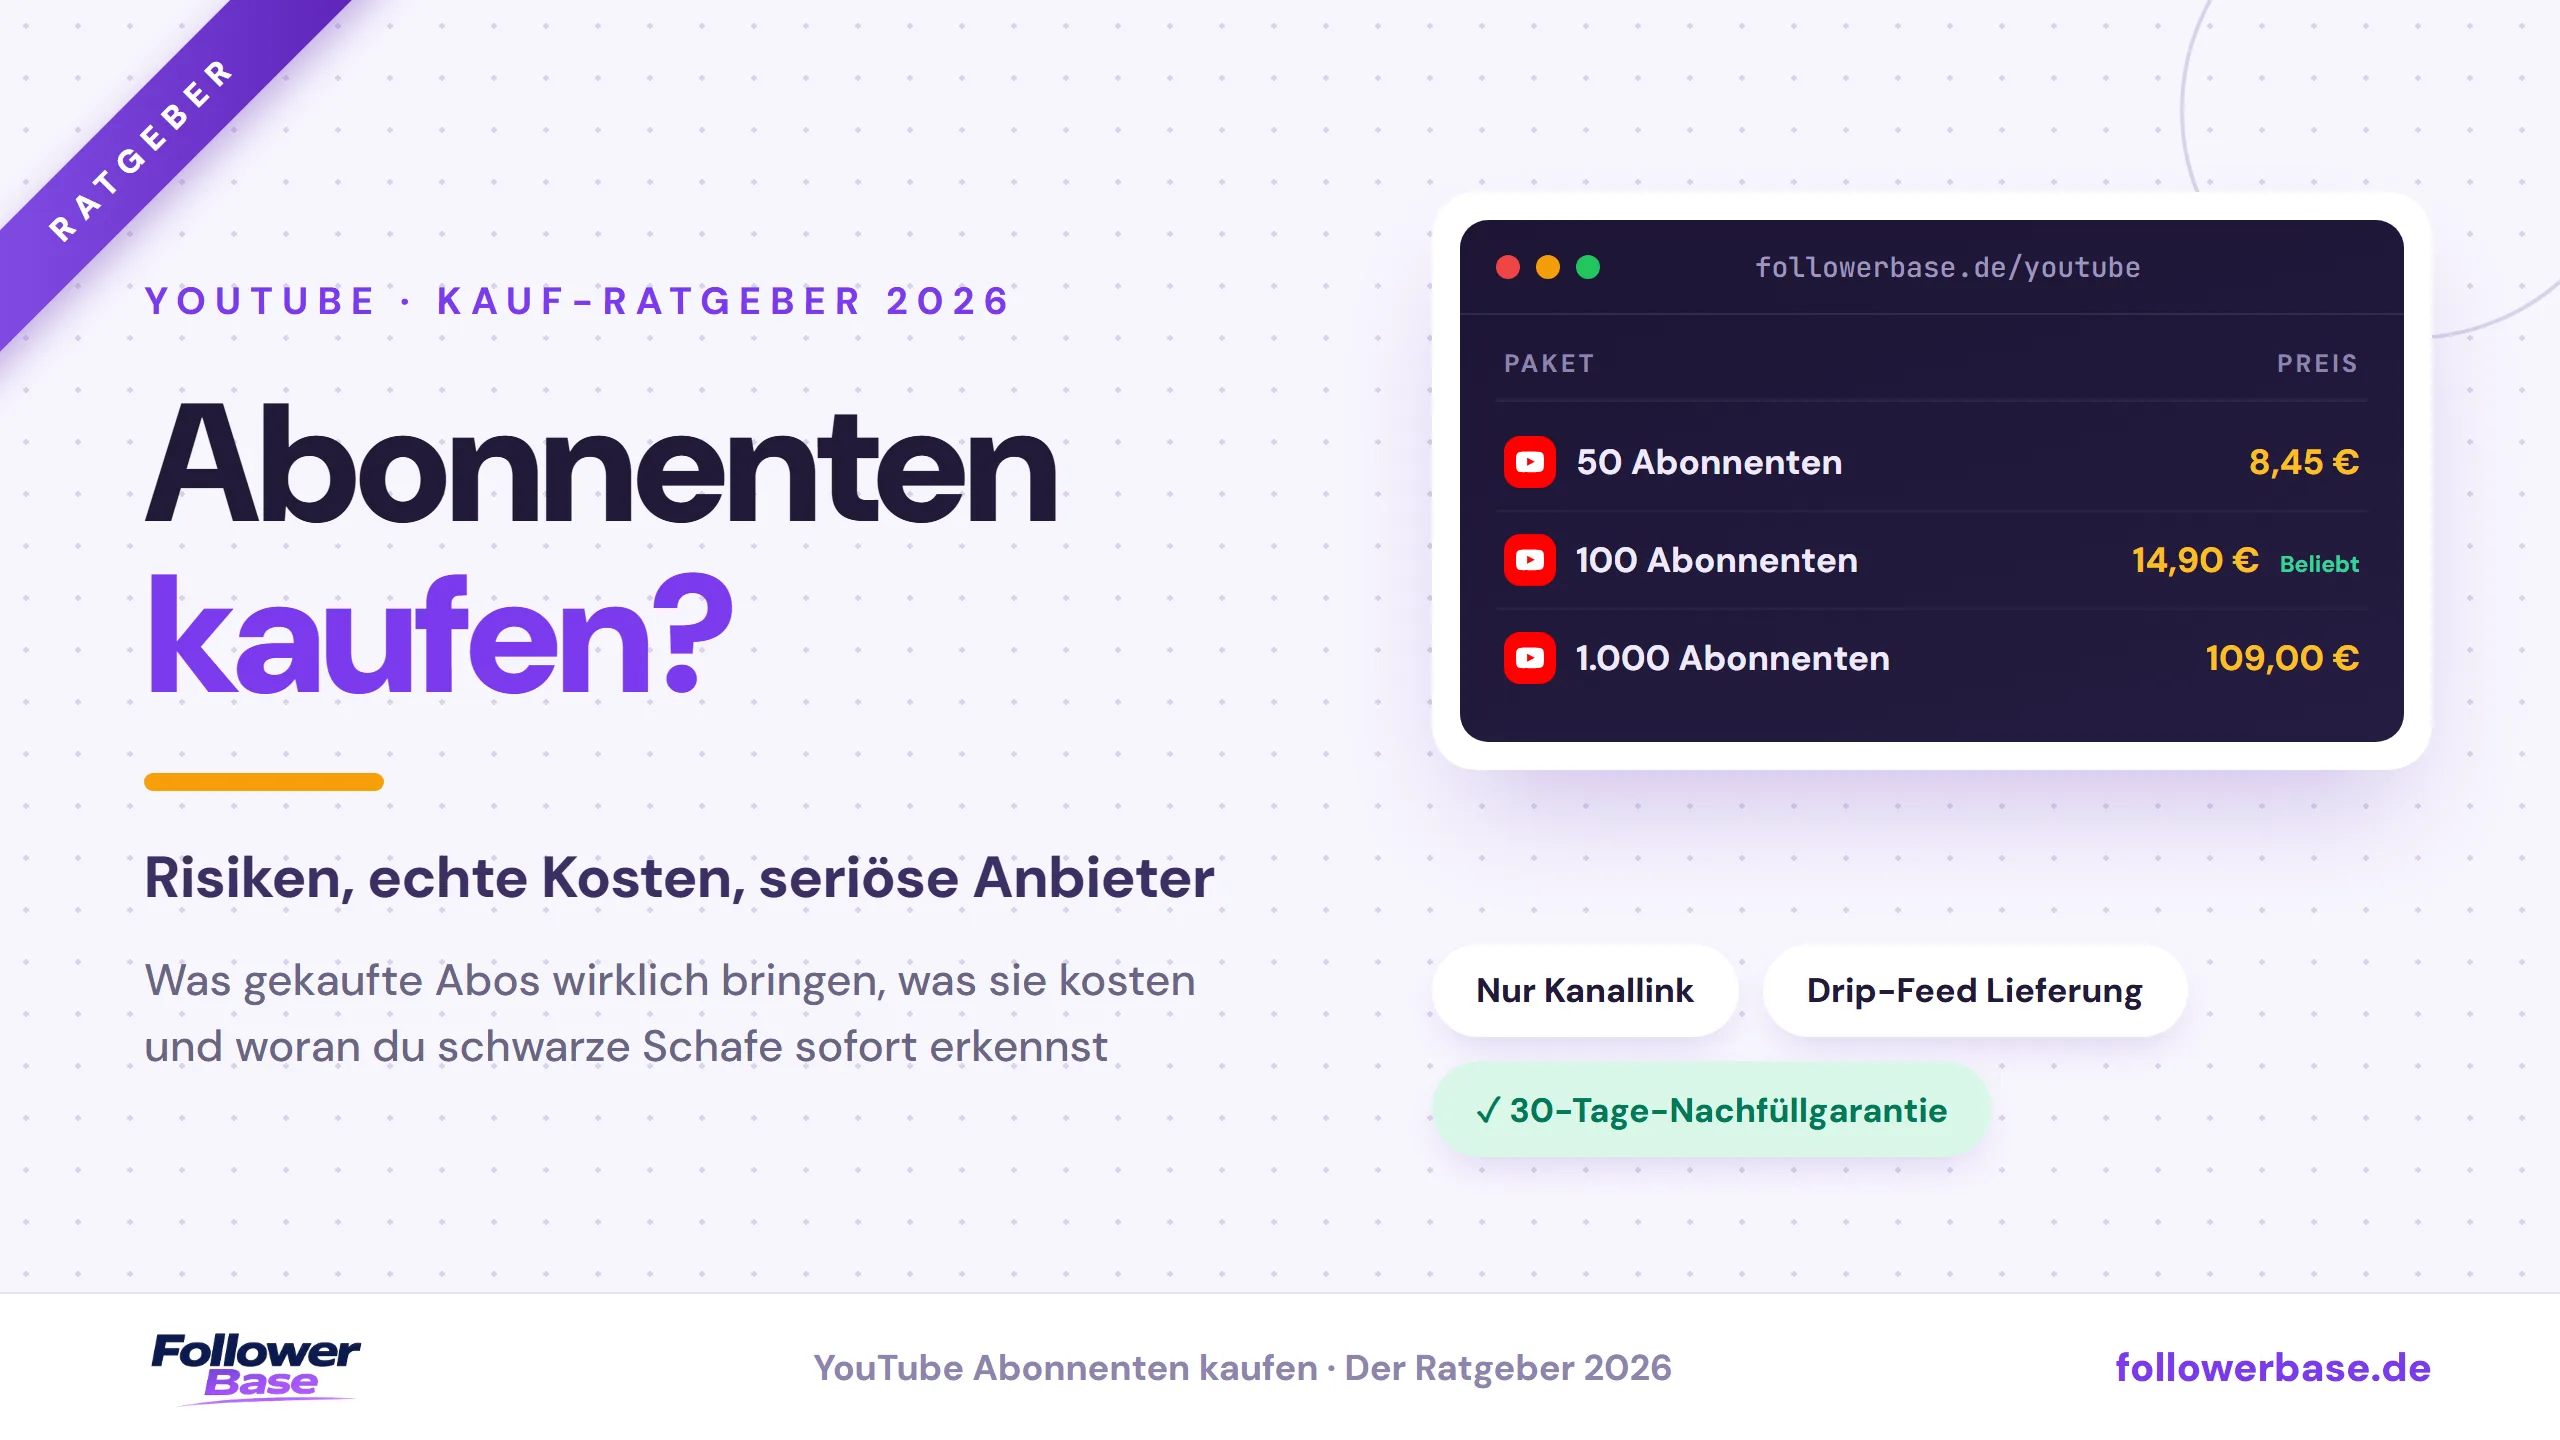 RATGEBER
YOUTUBE · KAUF-RATGEBER 2026
Abonnenten
kaufen?
Risiken, echte Kosten, seriöse Anbieter
Was gekaufte Abos wirklich bringen, was sie kosten
und woran du schwarze Schafe sofort erkennst
followerbase.de/youtube
PAKET PREIS
50 Abonnenten 8,45 €
100 Abonnenten 14,90 € Beliebt
1.000 Abonnenten 109,00 €
Nur Kanallink Drip-Feed Lieferung
✓ 30-Tage-Nachfüllgarantie
Follower
Base
YouTube Abonnenten kaufen · Der Ratgeber 2026
followerbase.de